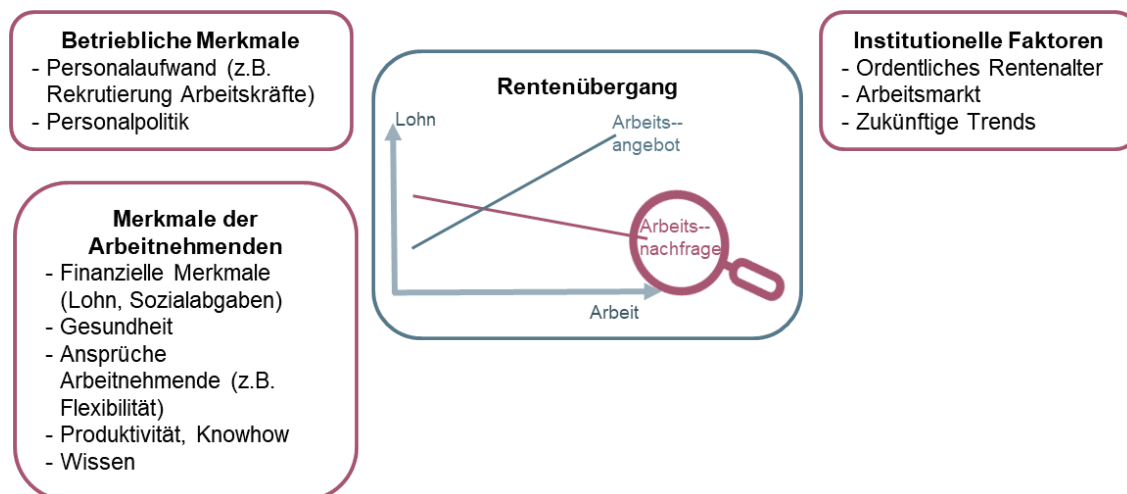 Betriebliche Merkmale
- Personalaufwand (z.B.
Rekrutierung Arbeitskräfte)
- Personalpolitik
Merkmale der
Arbeitnehmenden
- Finanzielle Merkmale
(Lohn, Sozialabgaben)
- Gesundheit
- Ansprüche
Arbeitnehmende (z.B.
Flexibilität)
- Produktivität, Knowhow
- Wissen
Rentenübergang
Lohn
Arbeits--
angebot
Arbeits--
nachfrage
Arbeit
Institutionelle Faktoren
- Ordentliches Rentenalter
- Arbeitsmarkt
- Zukünftige Trends